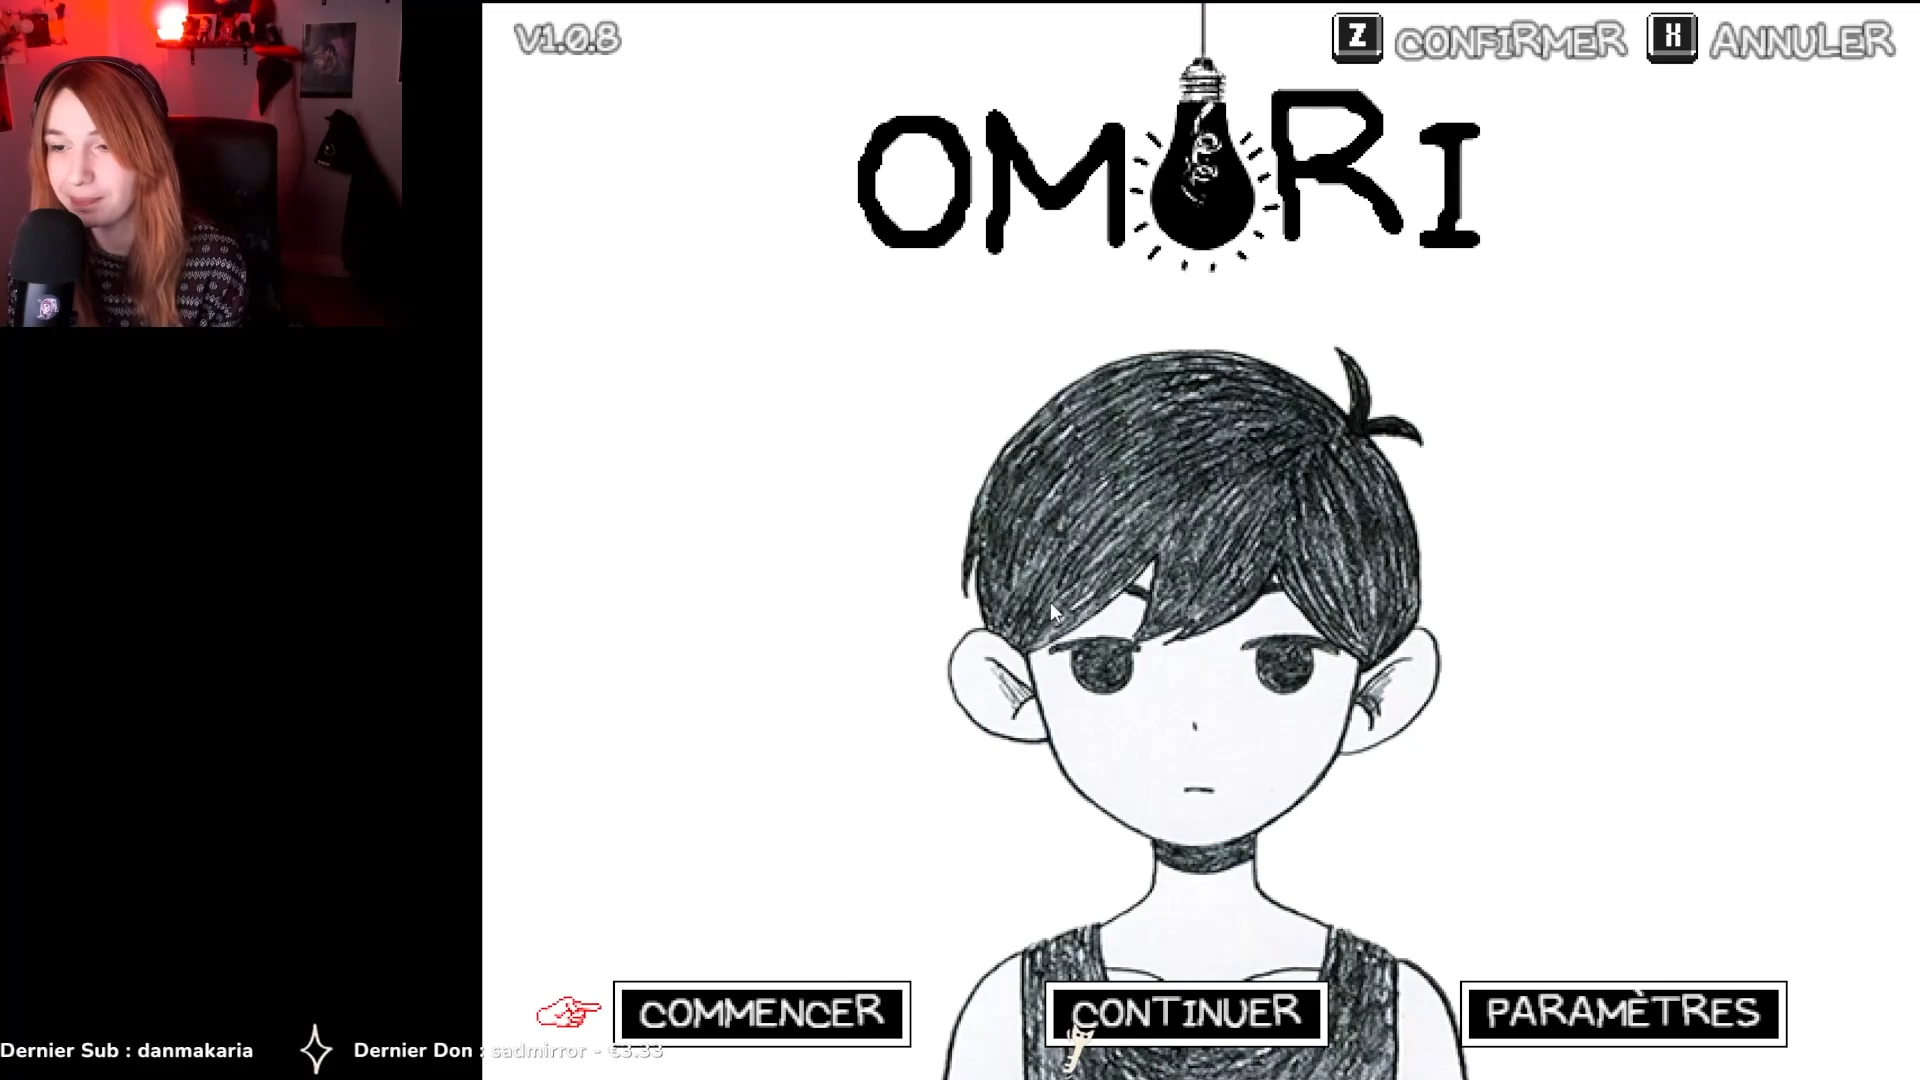 V1.0.8
Z CONFIRMER X ANNULER
OMORI
COMMENCER
CONTINUER
PARAMÈTRES
Dernier Sub : danmakaria
Dernier Don : sadmirror - €3.33